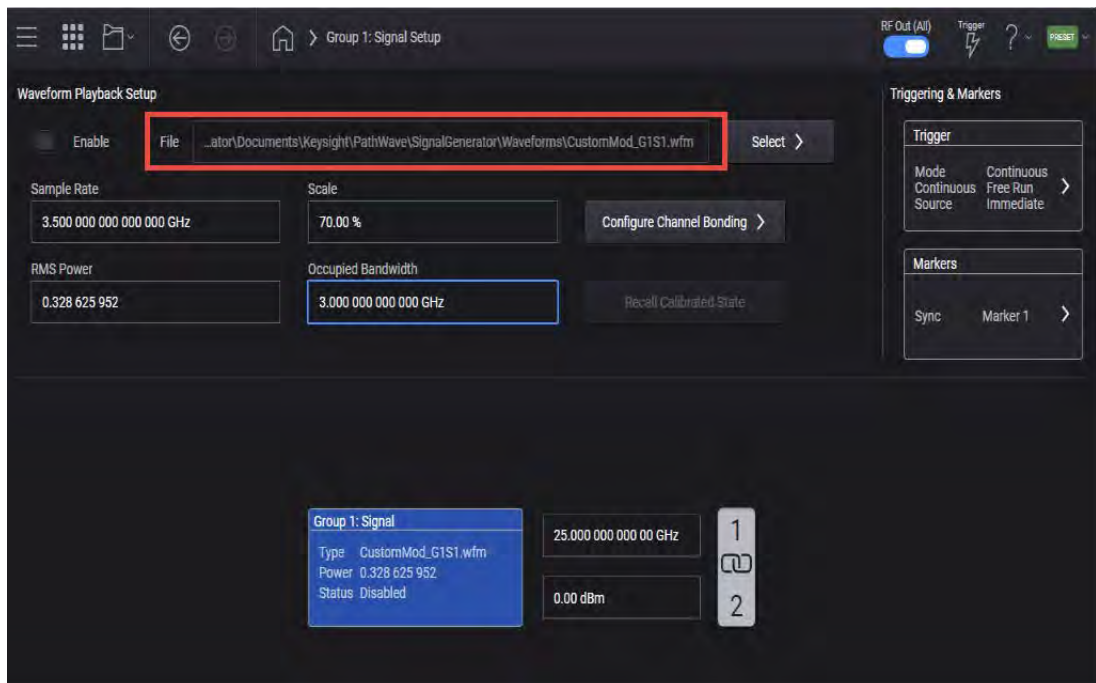 Group 1: Signal Setup
RF Out (All)
Trigger
?
PRESET
Waveform Playback Setup
Enable
File ...ator\Documents\Keysight\PathWave\SignalGenerator\Waveforms\CustomMod_G1S1.wfm
Select
Sample Rate
3.500 000 000 000 000 GHz
Scale
70.00 %
Configure Channel Bonding
RMS Power
0.328 625 952
Occupied Bandwidth
3.000 000 000 000 GHz
Recall Calibrated State
Triggering & Markers
Trigger
Mode Continuous
Continuous Free Run
Source Immediate
Markers
Sync Marker 1
Group 1: Signal
Type CustomMod_G1S1.wfm
Power 0.328 625 952
Status Disabled
25.000 000 000 00 GHz
0.00 dBm
1
2